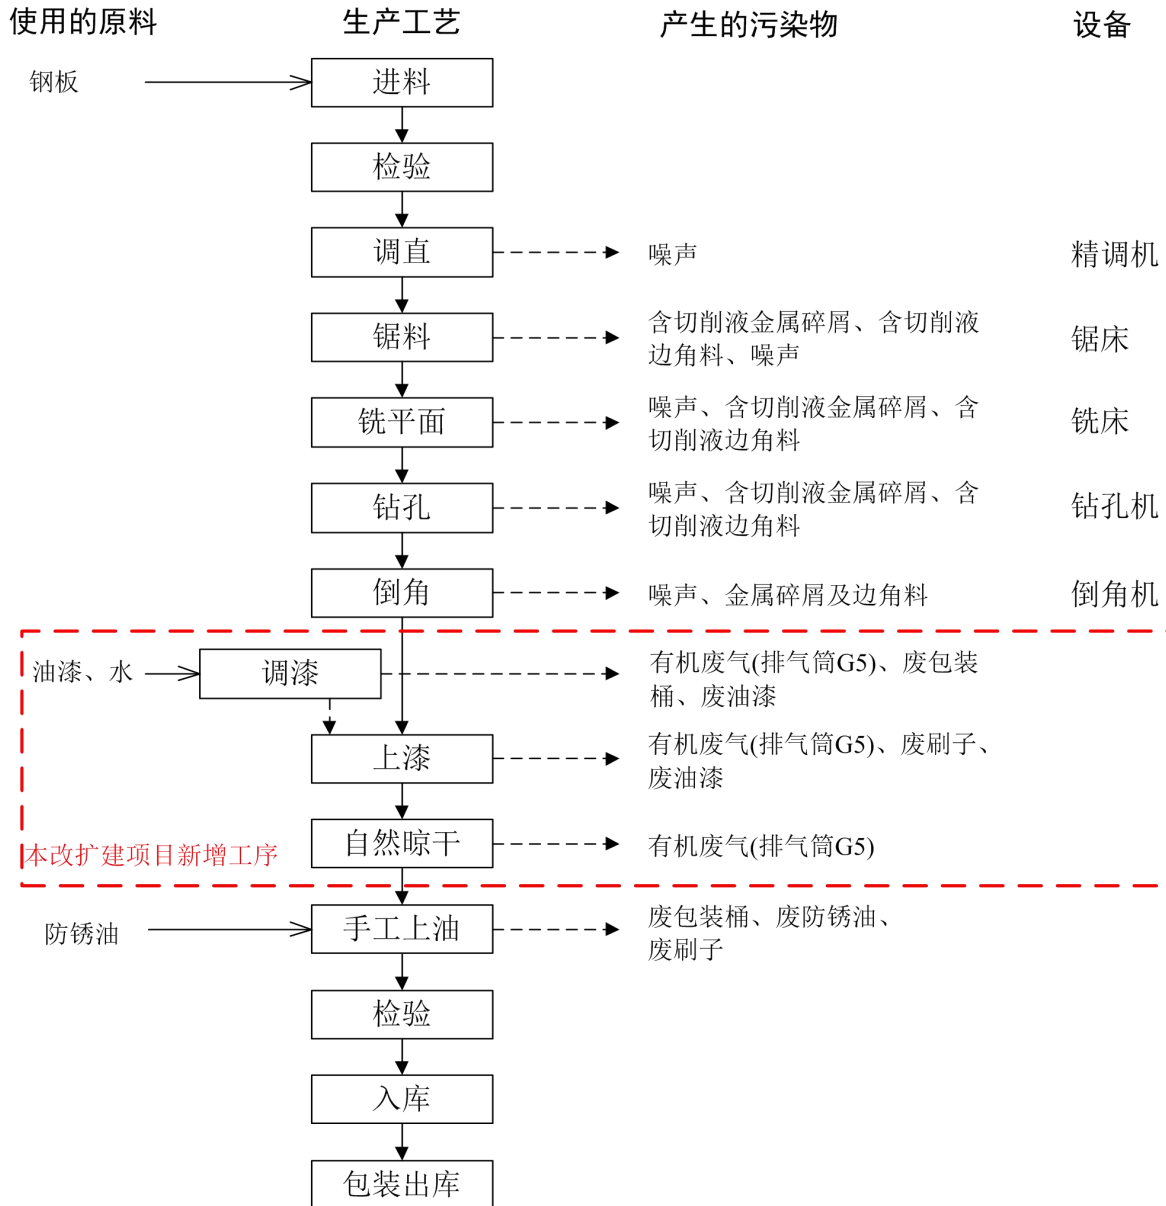 使用的原料 生产工艺 产生的污染物 设备
钢板 进料
检验
调直 噪声 精调机
锯料 含切削液金属碎屑、含切削液
边角料、噪声 锯床
铣平面 噪声、含切削液金属碎屑、含
切削液边角料 铣床
钻孔 噪声、含切削液金属碎屑、含
切削液边角料 钻孔机
倒角 噪声、金属碎屑及边角料 倒角机
油漆、水 调漆 有机废气(排气筒G5)、废包装
桶、废油漆
上漆 有机废气(排气筒G5)、废刷子、
废油漆
自然晾干 有机废气(排气筒G5)
本改扩建项目新增工序
防锈油 手工上油 废包装桶、废防锈油、
废刷子
检验
入库
包装出库